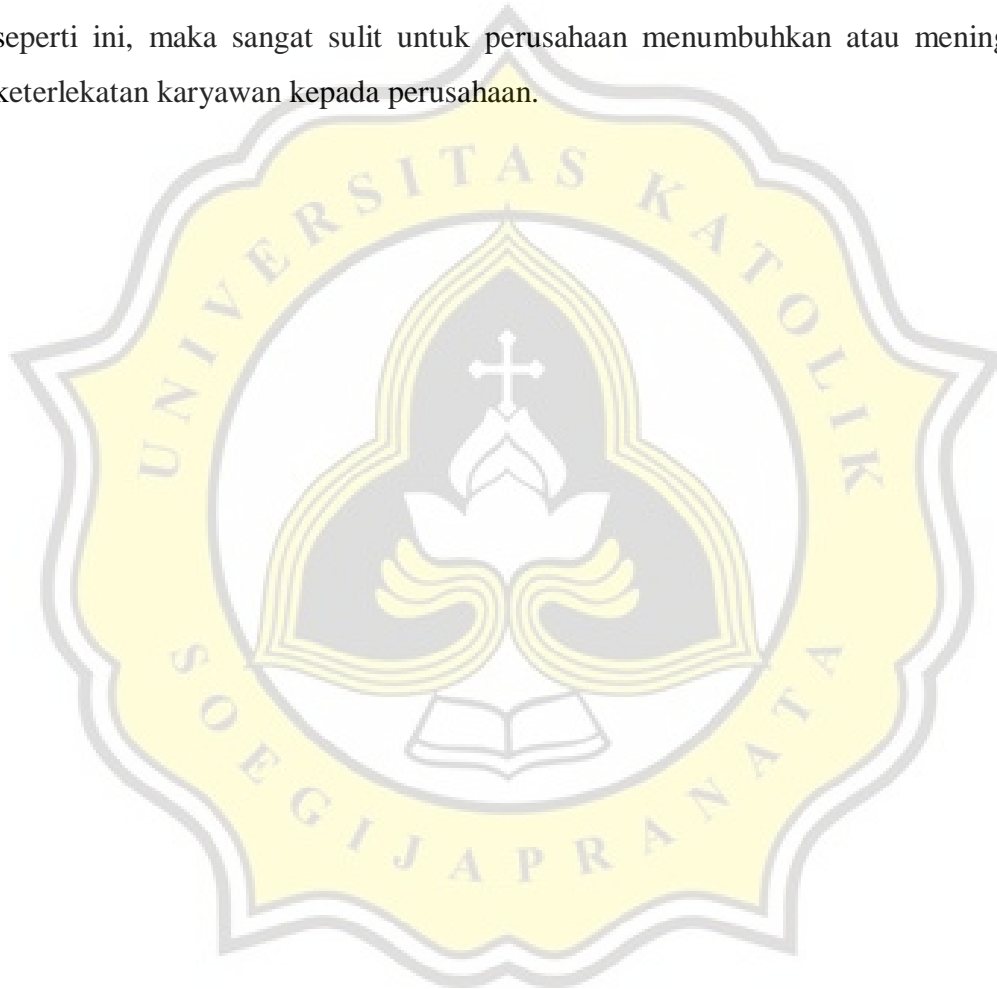 seperti ini, maka sangat sulit untuk perusahaan menumbuhkan atau mening
keterlekatan karyawan kepada perusahaan.
UNIVERSITAS KATOLIK
SOEGIJAPRANATA